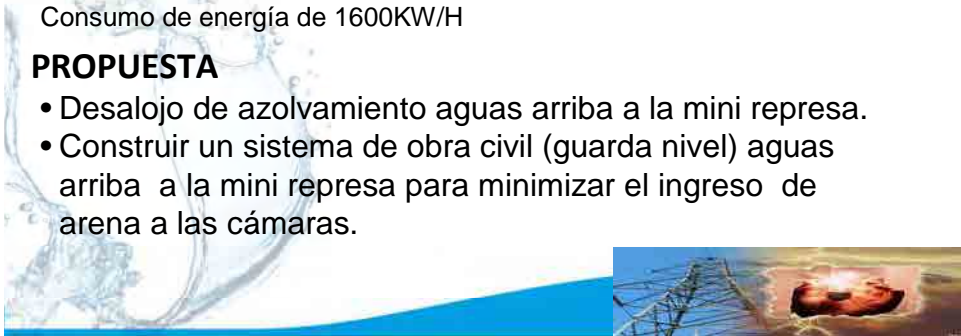 Consumo de energía de 1600KW/H
PROPUESTA
• Desalojo de azolvamiento aguas arriba a la mini represa.
• Construir un sistema de obra civil (guarda nivel) aguas
arriba a la mini represa para minimizar el ingreso de
arena a las cámaras.